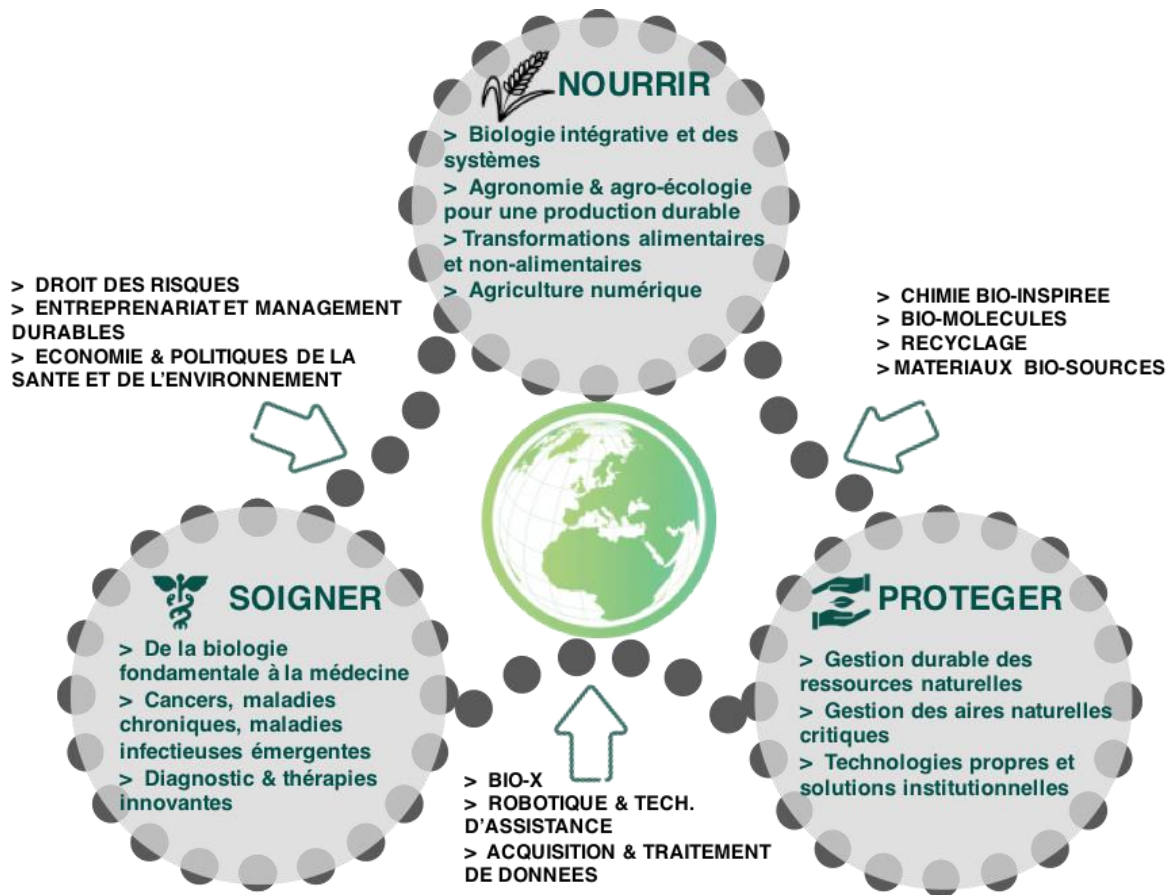 NOURRIR
> Biologie intégrative et des
systèmes
> Agronomie & agro-écologie
pour une production durable
> Transformations alimentaires
et non-alimentaires
> Agriculture numérique
> DROIT DES RISQUES
> ENTREPRENARIAT ET MANAGEMENT
DURABLES
> ECONOMIE & POLITIQUES DE LA
SANTE ET DE L'ENVIRONNEMENT
> CHIMIE BIO-INSPIREE
> BIO-MOLECULES
> RECYCLAGE
> MATERIAUX BIO-SOURCES
SOIGNER
> De la biologie
fondamentale à la médecine
> Cancers, maladies
chroniques, maladies
infectieuses émergentes
> Diagnostic & thérapies
innovantes
PROTEGER
> Gestion durable des
ressources naturelles
> Gestion des aires naturelles
critiques
> Technologies propres et
solutions institutionnelles
> BIO-X
> ROBOTIQUE & TECH.
D'ASSISTANCE
> ACQUISITION & TRAITEMENT
DE DONNEES